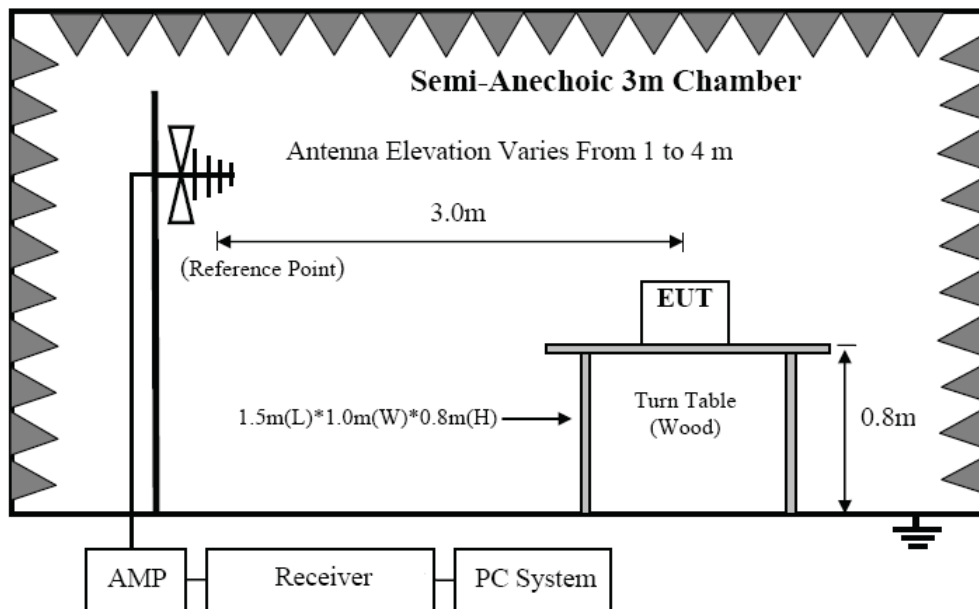 Semi-Anechoic 3m Chamber
Antenna Elevation Varies From 1 to 4 m
3.0m
(Reference Point)
EUT
1.5m(L)*1.0m(W)*0.8m(H)
Turn Table
(Wood)
0.8m
AMP
Receiver
PC System